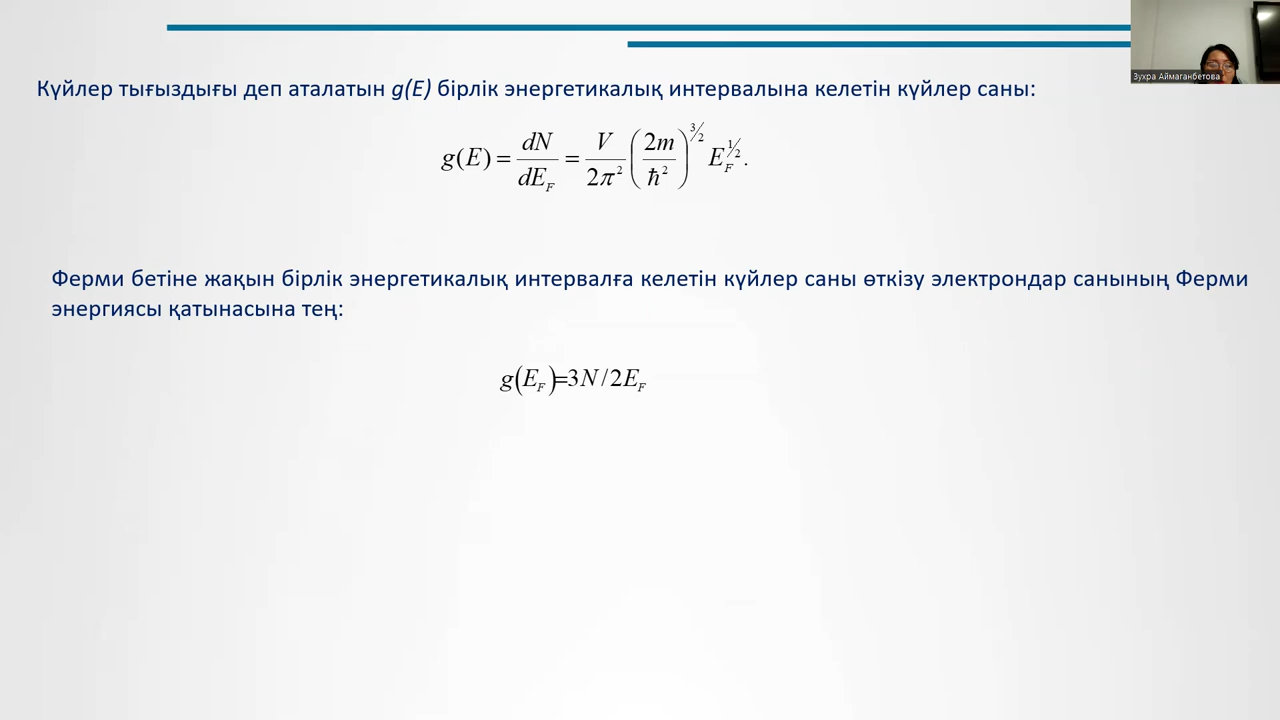 Зухра Аймаганбетова
Күйлер тығыздығы деп аталатын g(E) бірлік энергетикалық интервалына келетін күйлер саны:
g(E) = dN/dE_F = V/2π² (2m/ħ²)^3/2 E_F^1/2.
Ферми бетіне жақын бірлік энергетикалық интервалға келетін күйлер саны өткізу электрондар санының Ферми
энергиясы қатынасына тең:
g(E_F)=3N/2E_F